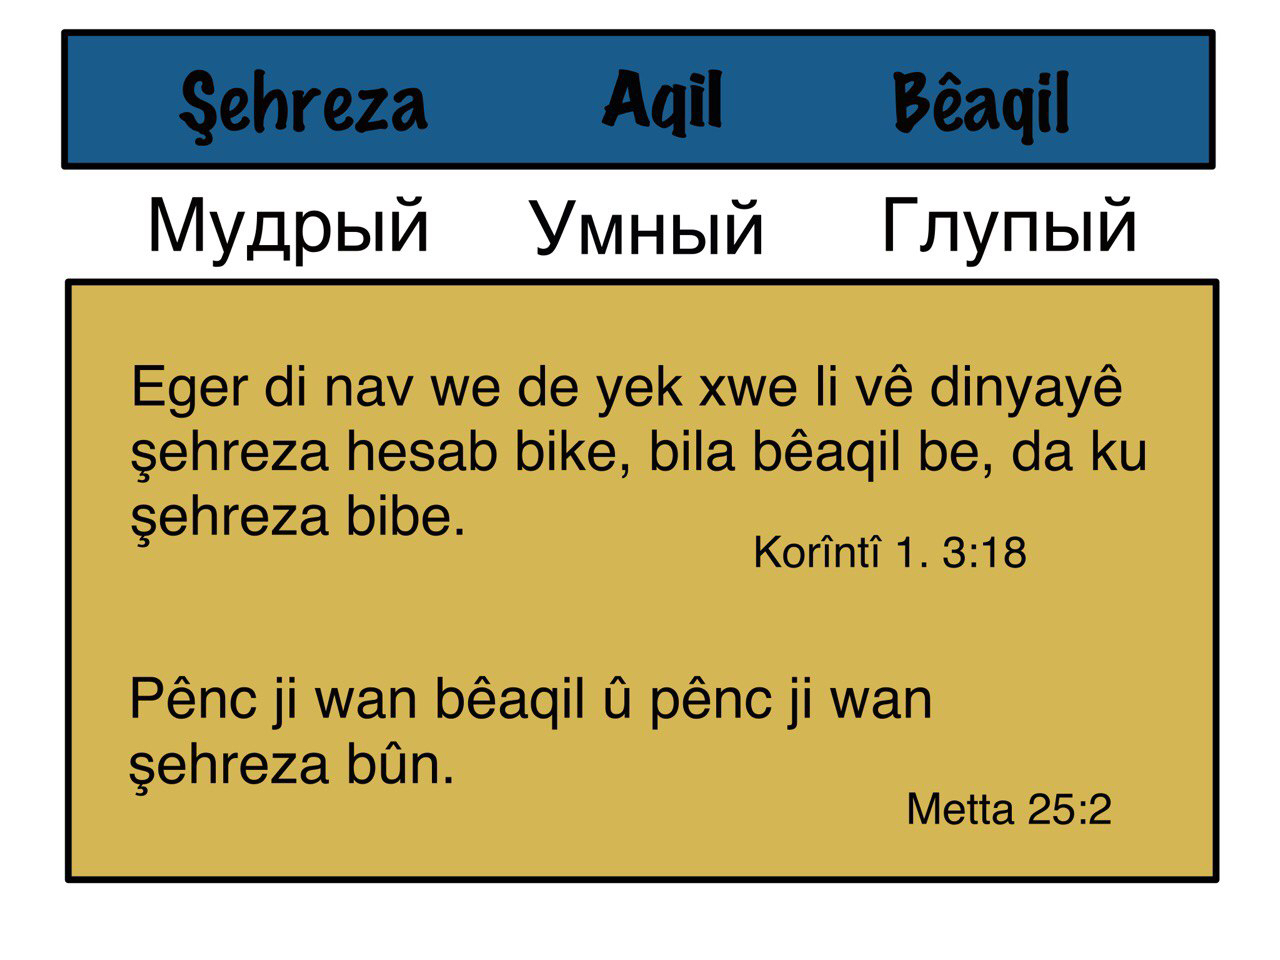 Şehreza Aqil Bêaqil
Мудрый Умный Глупый
Eger di nav we de yek xwe li vê dinyayê
şehreza hesab bike, bila bêaqil be, da ku
şehreza bibe.
Korîntî 1. 3:18
Pênc ji wan bêaqil û pênc ji wan
şehreza bûn.
Metta 25:2